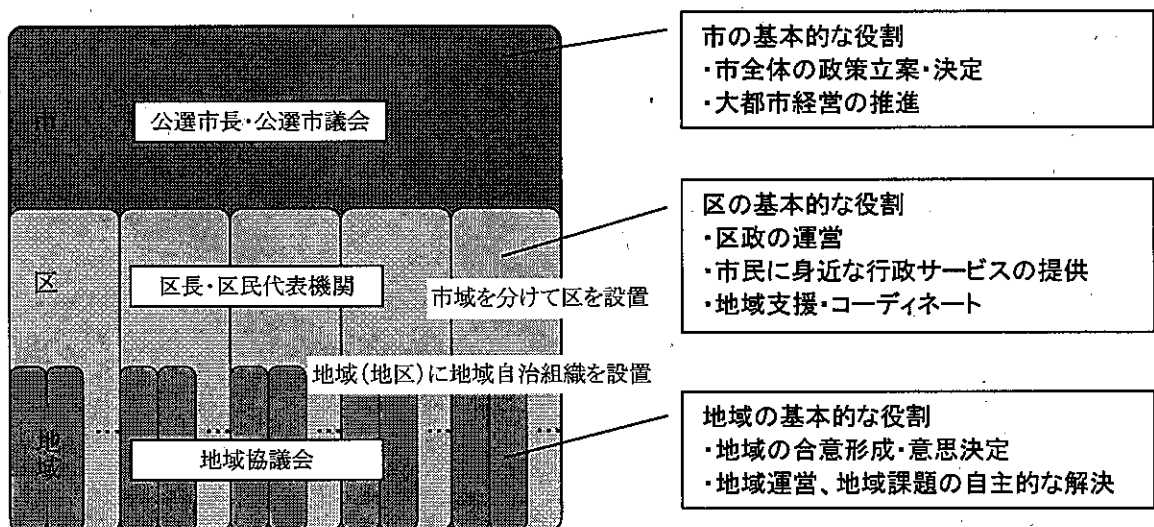 市
公選市長・公選市議会
市の基本的な役割
・市全体の政策立案・決定
・大都市経営の推進
区
区長・区民代表機関
市域を分けて区を設置
区の基本的な役割
・区政の運営
・市民に身近な行政サービスの提供
・地域支援・コーディネート
地域(地区)に地域自治組織を設置
地域
…
…
…
…
…
地域協議会
地域の基本的な役割
・地域の合意形成・意思決定
・地域運営、地域課題の自主的な解決